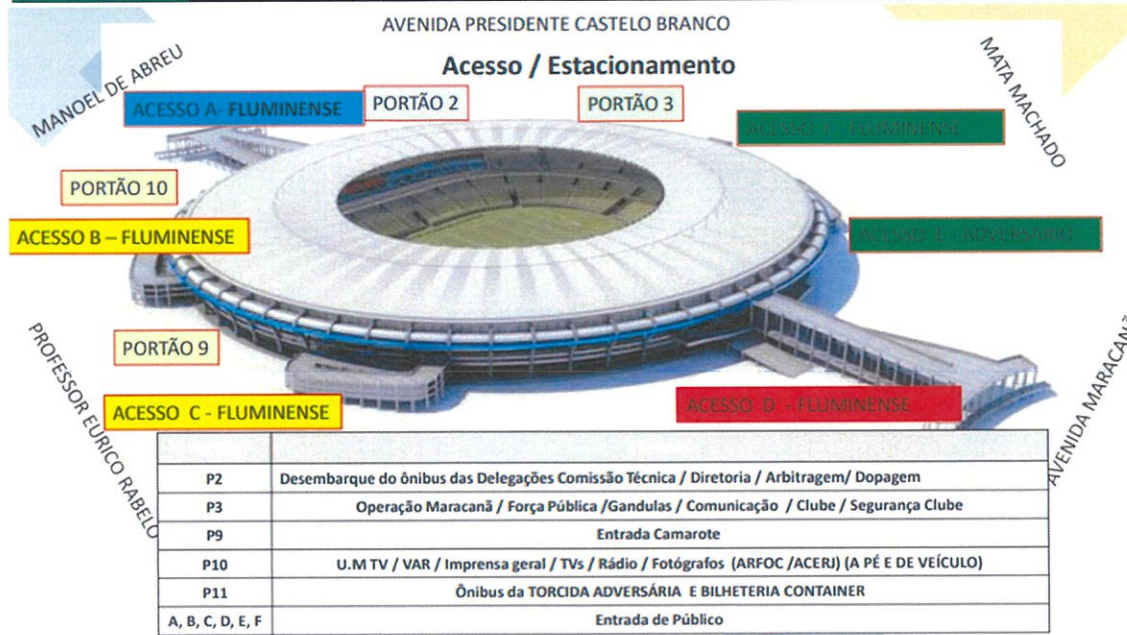 AVENIDA PRESIDENTE CASTELO BRANCO
Acesso / Estacionamento
MANOEL DE ABREU
MATA MACHADO
ACESSO A- FLUMINENSE
PORTÃO 2
PORTÃO 3
ACESSO F - FLUMINENSE
PORTÃO 10
ACESSO B – FLUMINENSE
ACESSO E - ADVERSÁRIO
PORTÃO 9
PROFESSOR EURICO RABELO
AVENIDA MARACANÃ
ACESSO C - FLUMINENSE
ACESSO D - FLUMINENSE
P2 Desembarque do ônibus das Delegações Comissão Técnica / Diretoria / Arbitragem/ Dopagem
P3 Operação Maracanã / Força Pública /Gandulas / Comunicação / Clube / Segurança Clube
P9 Entrada Camarote
P10 U.M TV / VAR / Imprensa geral / TVs / Rádio / Fotógrafos (ARFOC /ACERJ) (A PÉ E DE VEÍCULO)
P11 Ônibus da TORCIDA ADVERSÁRIA E BILHETERIA CONTAINER
A, B, C, D, E, F Entrada de Público